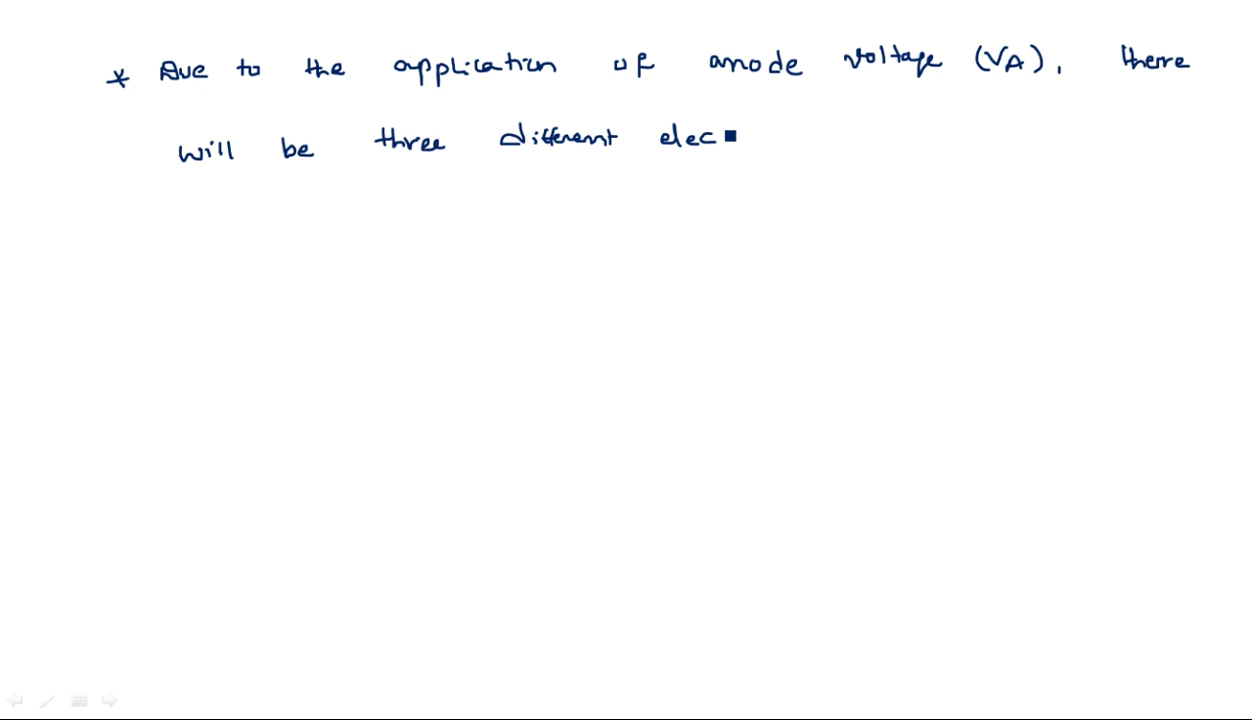 * Due to the application of anode voltage (VA), there
will be three different elec